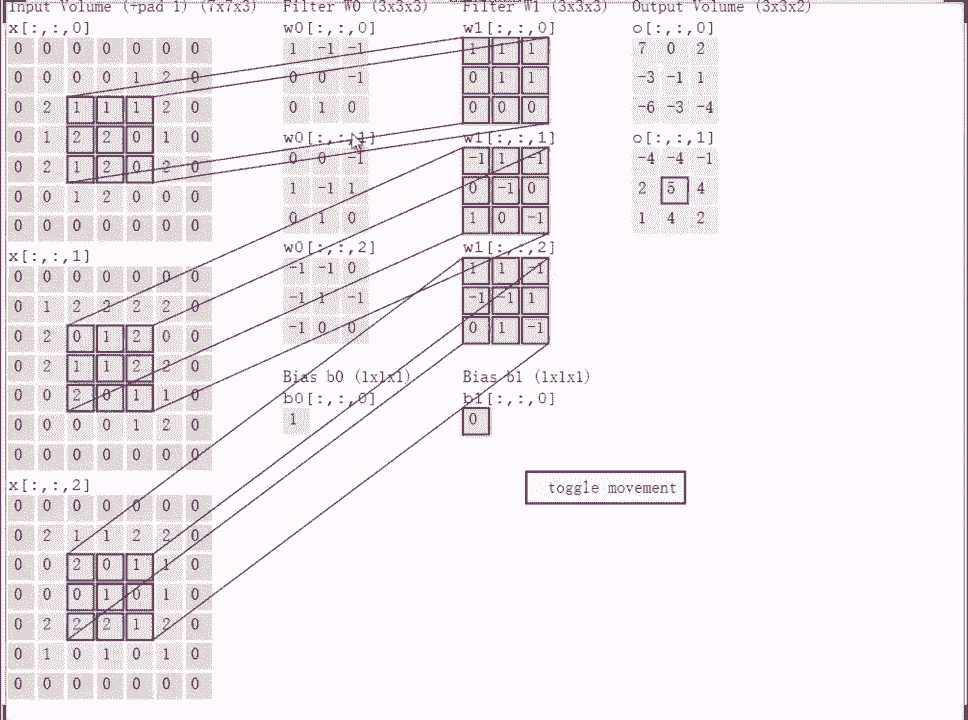 Input Volume (+pad 1) (7x7x3)
x[:,:,0]
0 0 0 0 0 0 0
0 0 0 0 1 2 0
0 2 1 1 1 2 0
0 1 2 2 0 1 0
0 2 1 2 0 2 0
0 0 1 2 0 0 0
0 0 0 0 0 0 0
x[:,:,1]
0 0 0 0 0 0 0
0 1 2 2 2 2 0
0 2 0 1 2 0 0
0 2 1 1 2 2 0
0 0 2 0 1 1 0
0 0 0 0 1 2 0
0 0 0 0 0 0 0
x[:,:,2]
0 0 0 0 0 0 0
0 2 1 1 2 2 0
0 0 2 0 1 1 0
0 0 0 1 0 1 0
0 2 2 2 1 2 0
0 1 0 1 0 1 0
0 0 0 0 0 0 0
Filter W0 (3x3x3)
w0[:,:,0]
1 -1 -1
0 0 -1
0 1 0
w0[:,:,1]
0 0 -1
1 -1 1
0 1 0
w0[:,:,2]
-1 -1 0
-1 1 -1
-1 0 0
Bias b0 (1x1x1)
b0[:,:,0]
1
Filter W1 (3x3x3)
w1[:,:,0]
1 1 1
0 1 1
0 0 0
w1[:,:,1]
-1 1 -1
0 -1 0
1 0 -1
w1[:,:,2]
1 1 -1
-1 -1 1
0 1 -1
Bias b1 (1x1x1)
b1[:,:,0]
0
Output Volume (3x3x2)
o[:,:,0]
7 0 2
-3 -1 1
-6 -3 -4
o[:,:,1]
-4 -4 -1
2 5 4
1 4 2
toggle movement